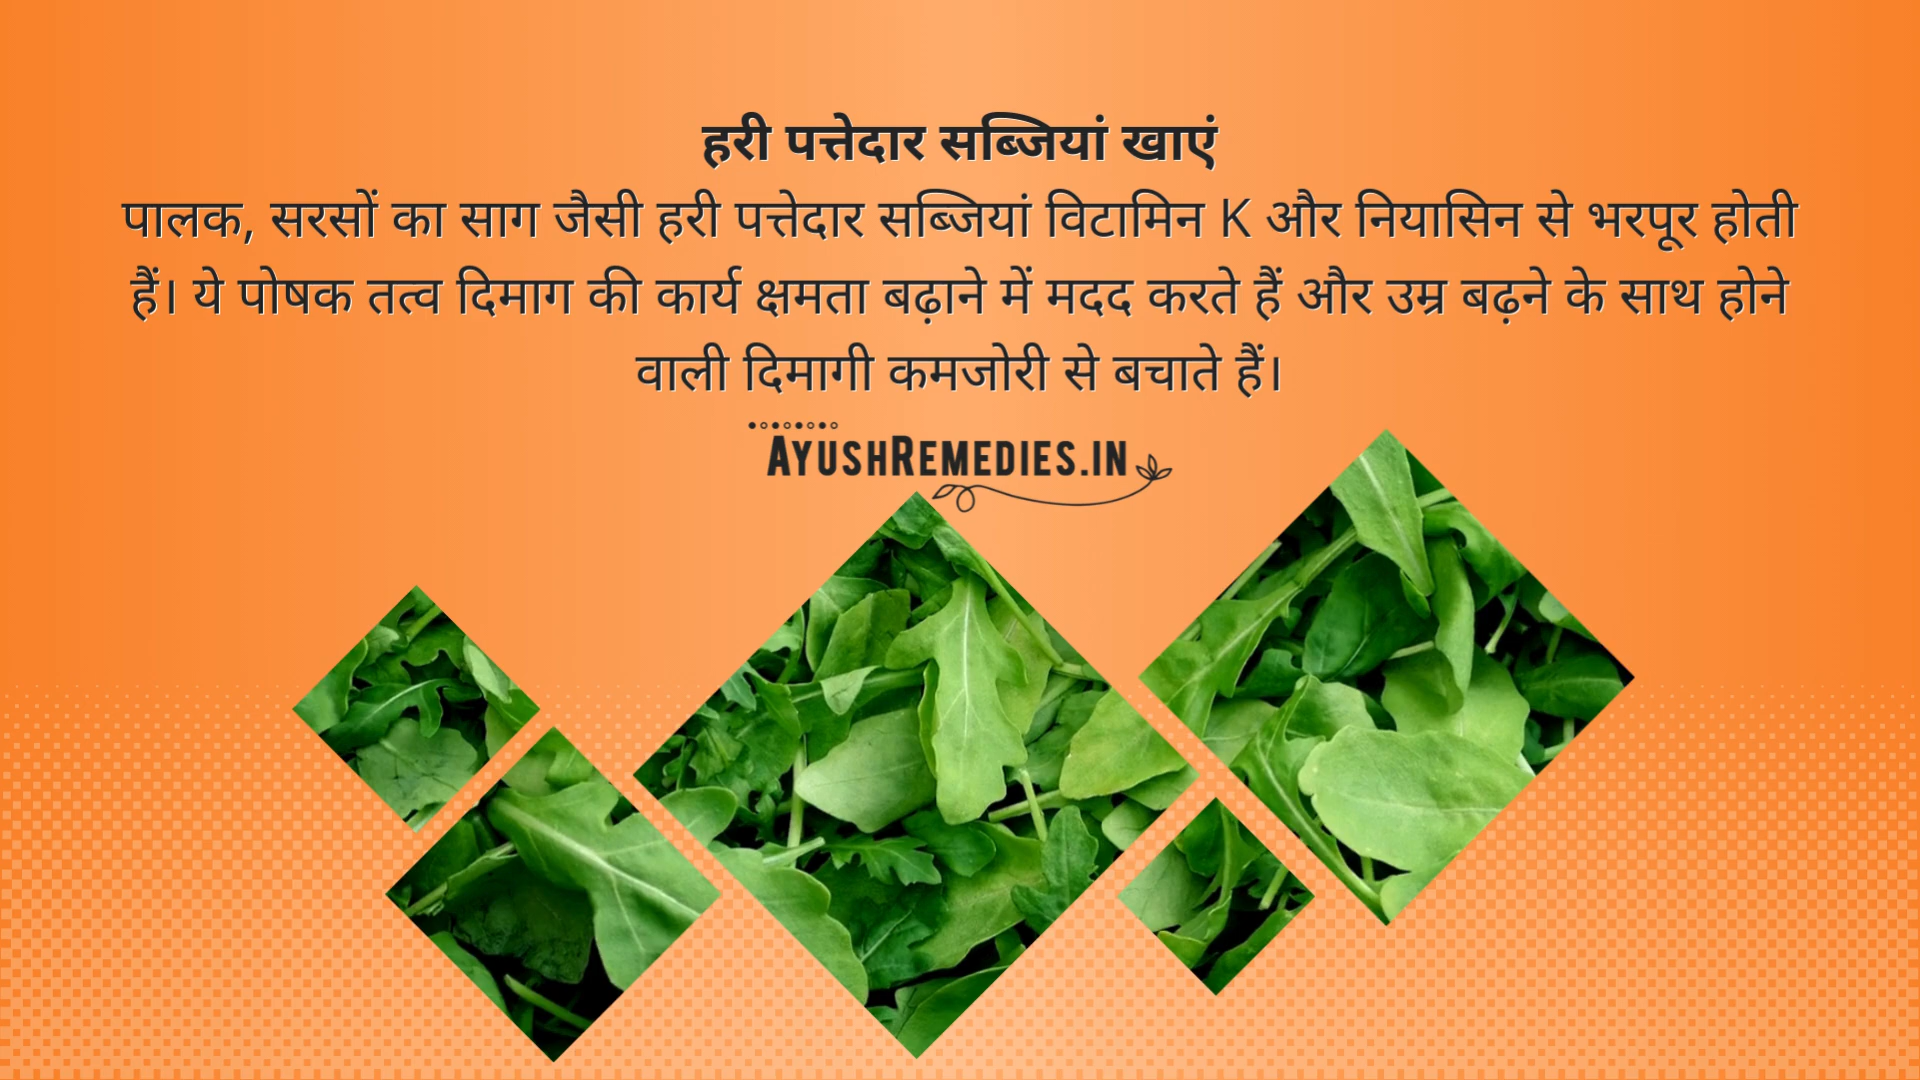 हरी पत्तेदार सब्जियां खाएं
पालक, सरसों का साग जैसी हरी पत्तेदार सब्जियां विटामिन K और नियासिन से भरपूर होती
हैं। ये पोषक तत्व दिमाग की कार्य क्षमता बढ़ाने में मदद करते हैं और उम्र बढ़ने के साथ होने
वाली दिमागी कमजोरी से बचाते हैं।
AYUSHREMEDIES.IN